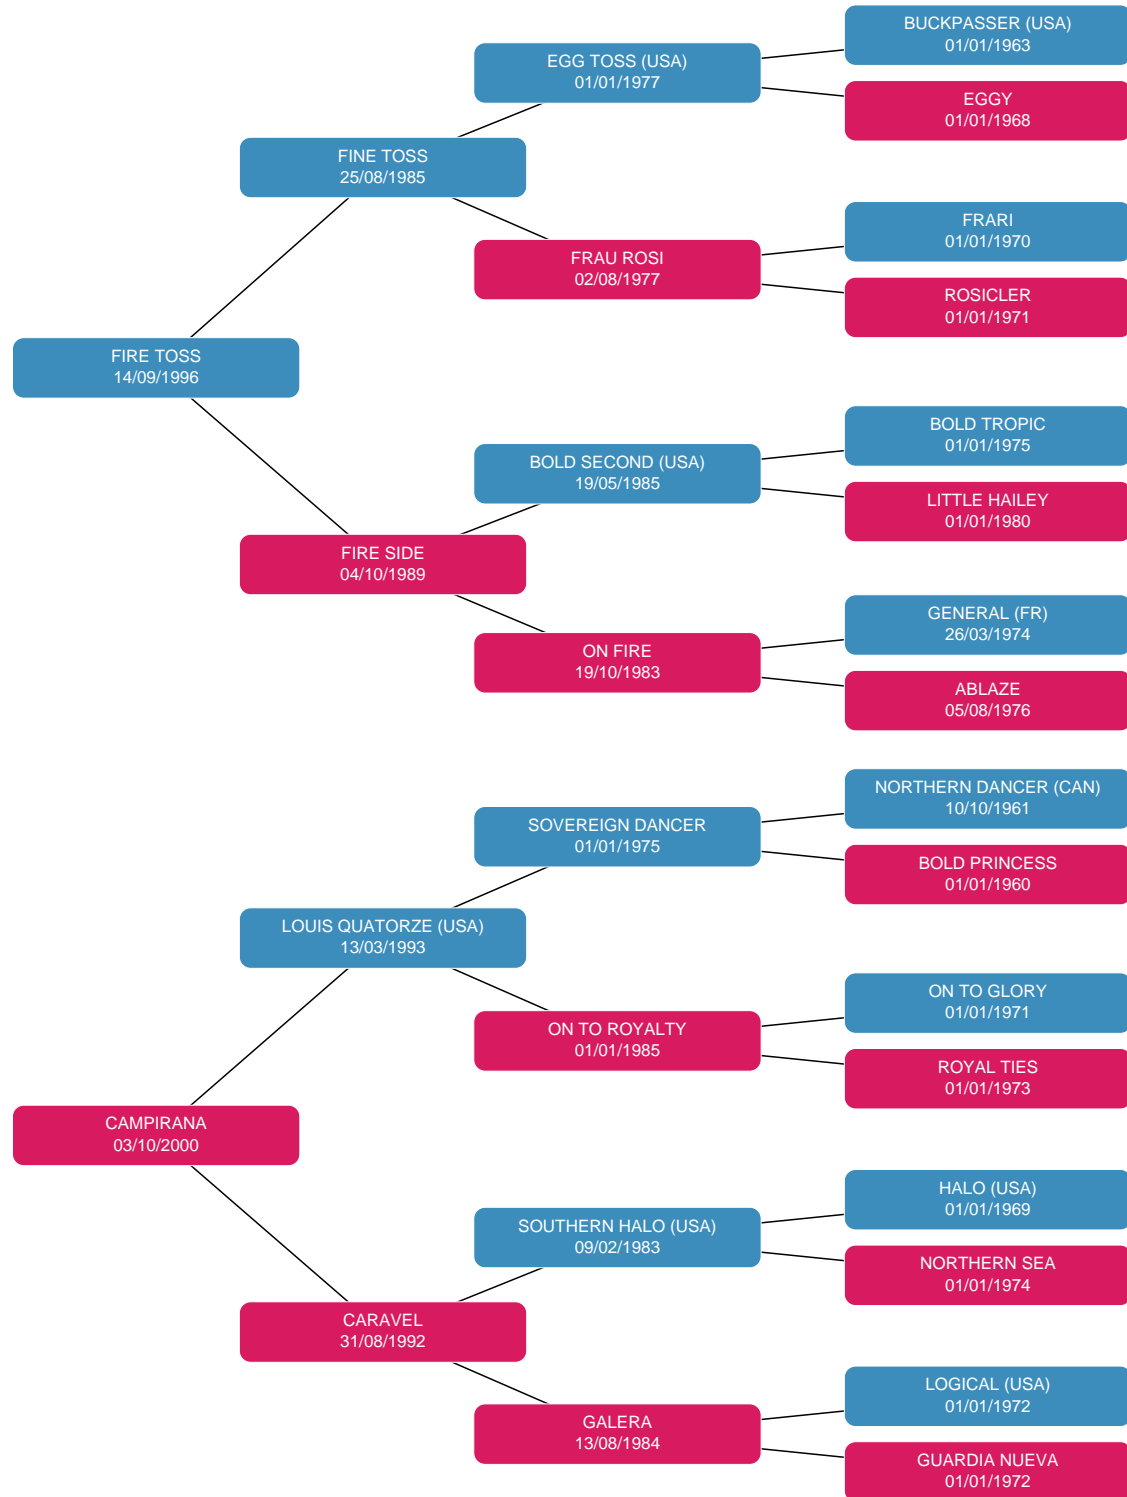 BUCKPASSER (USA)
01/01/1963
EGG TOSS (USA)
01/01/1977
EGGY
01/01/1968
FINE TOSS
25/08/1985
FRARI
01/01/1970
FRAU ROSI
02/08/1977
ROSICLER
01/01/1971
FIRE TOSS
14/09/1996
BOLD TROPIC
01/01/1975
BOLD SECOND (USA)
19/05/1985
LITTLE HAILEY
01/01/1980
FIRE SIDE
04/10/1989
GENERAL (FR)
26/03/1974
ON FIRE
19/10/1983
ABLAZE
05/08/1976
NORTHERN DANCER (CAN)
10/10/1961
SOVEREIGN DANCER
01/01/1975
BOLD PRINCESS
01/01/1960
LOUIS QUATORZE (USA)
13/03/1993
ON TO GLORY
01/01/1971
ON TO ROYALTY
01/01/1985
ROYAL TIES
01/01/1973
CAMPIRANA
03/10/2000
HALO (USA)
01/01/1969
SOUTHERN HALO (USA)
09/02/1983
NORTHERN SEA
01/01/1974
CARAVEL
31/08/1992
LOGICAL (USA)
01/01/1972
GALERA
13/08/1984
GUARDIA NUEVA
01/01/1972